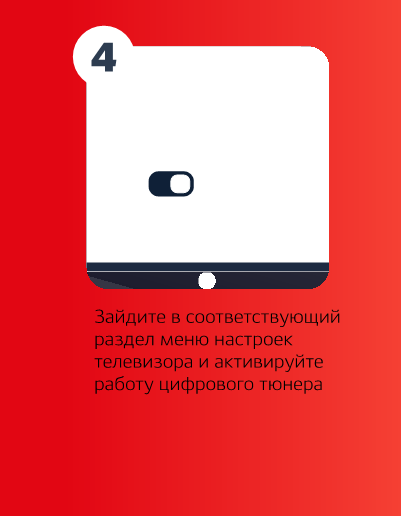 4
Зайдите в соответствующий
раздел меню настроек
телевизора и активируйте
работу цифрового тюнера